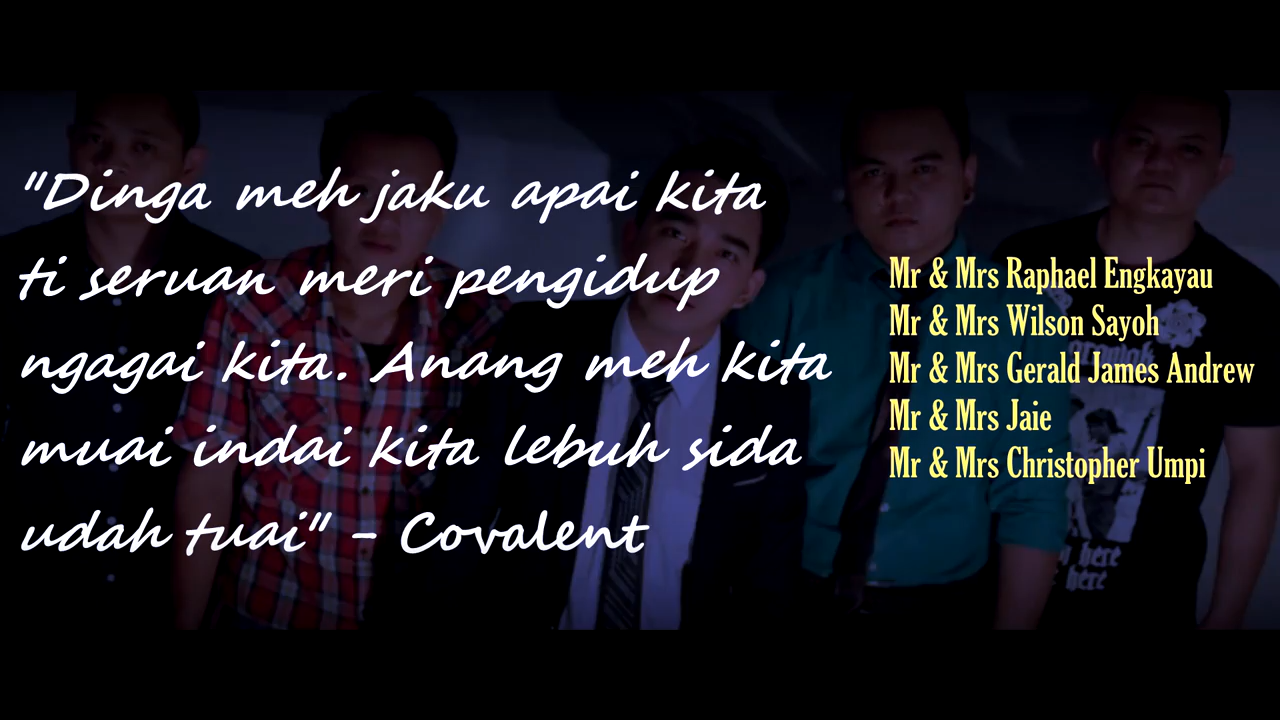 "Dinga meh jaku apai kita
ti seruan meri pengidup
ngagai kita. Anang meh kita
muai indai kita lebuh sida
udah tuai" - Covalent
Mr & Mrs Raphael Engkayau
Mr & Mrs Wilson Sayoh
Mr & Mrs Gerald James Andrew
Mr & Mrs Jaie
Mr & Mrs Christopher Umpi
here
here